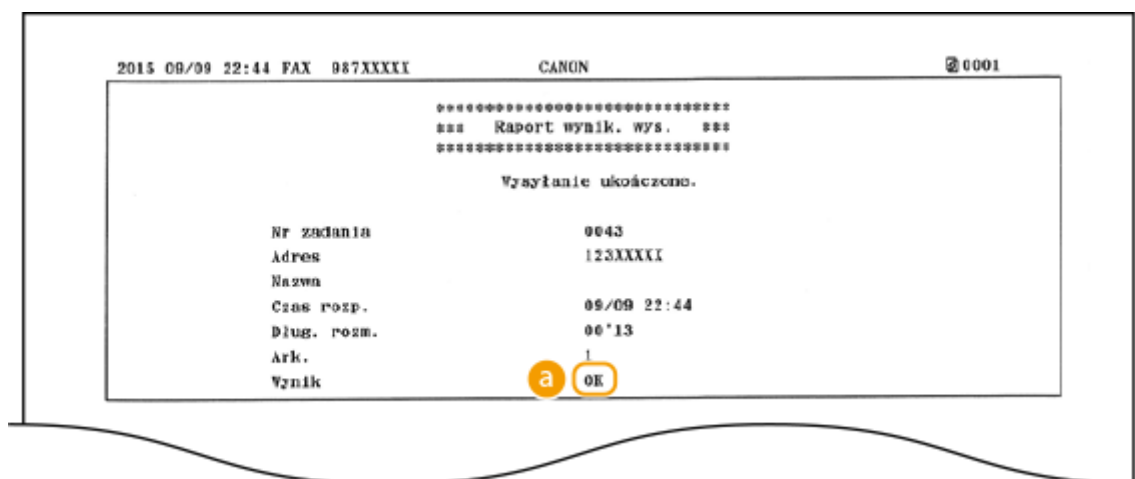 2015 09/09 22:44 FAX 987XXXXX CANON 0001
******************************
*** Raport wynik. wys. ***
******************************
Wysyłanie ukończone.
Nr zadania 0043
Adres 123XXXXX
Nazwa
Czas rozp. 09/09 22:44
Dług. rozm. 00'13
Ark. 1
Wynik a OK